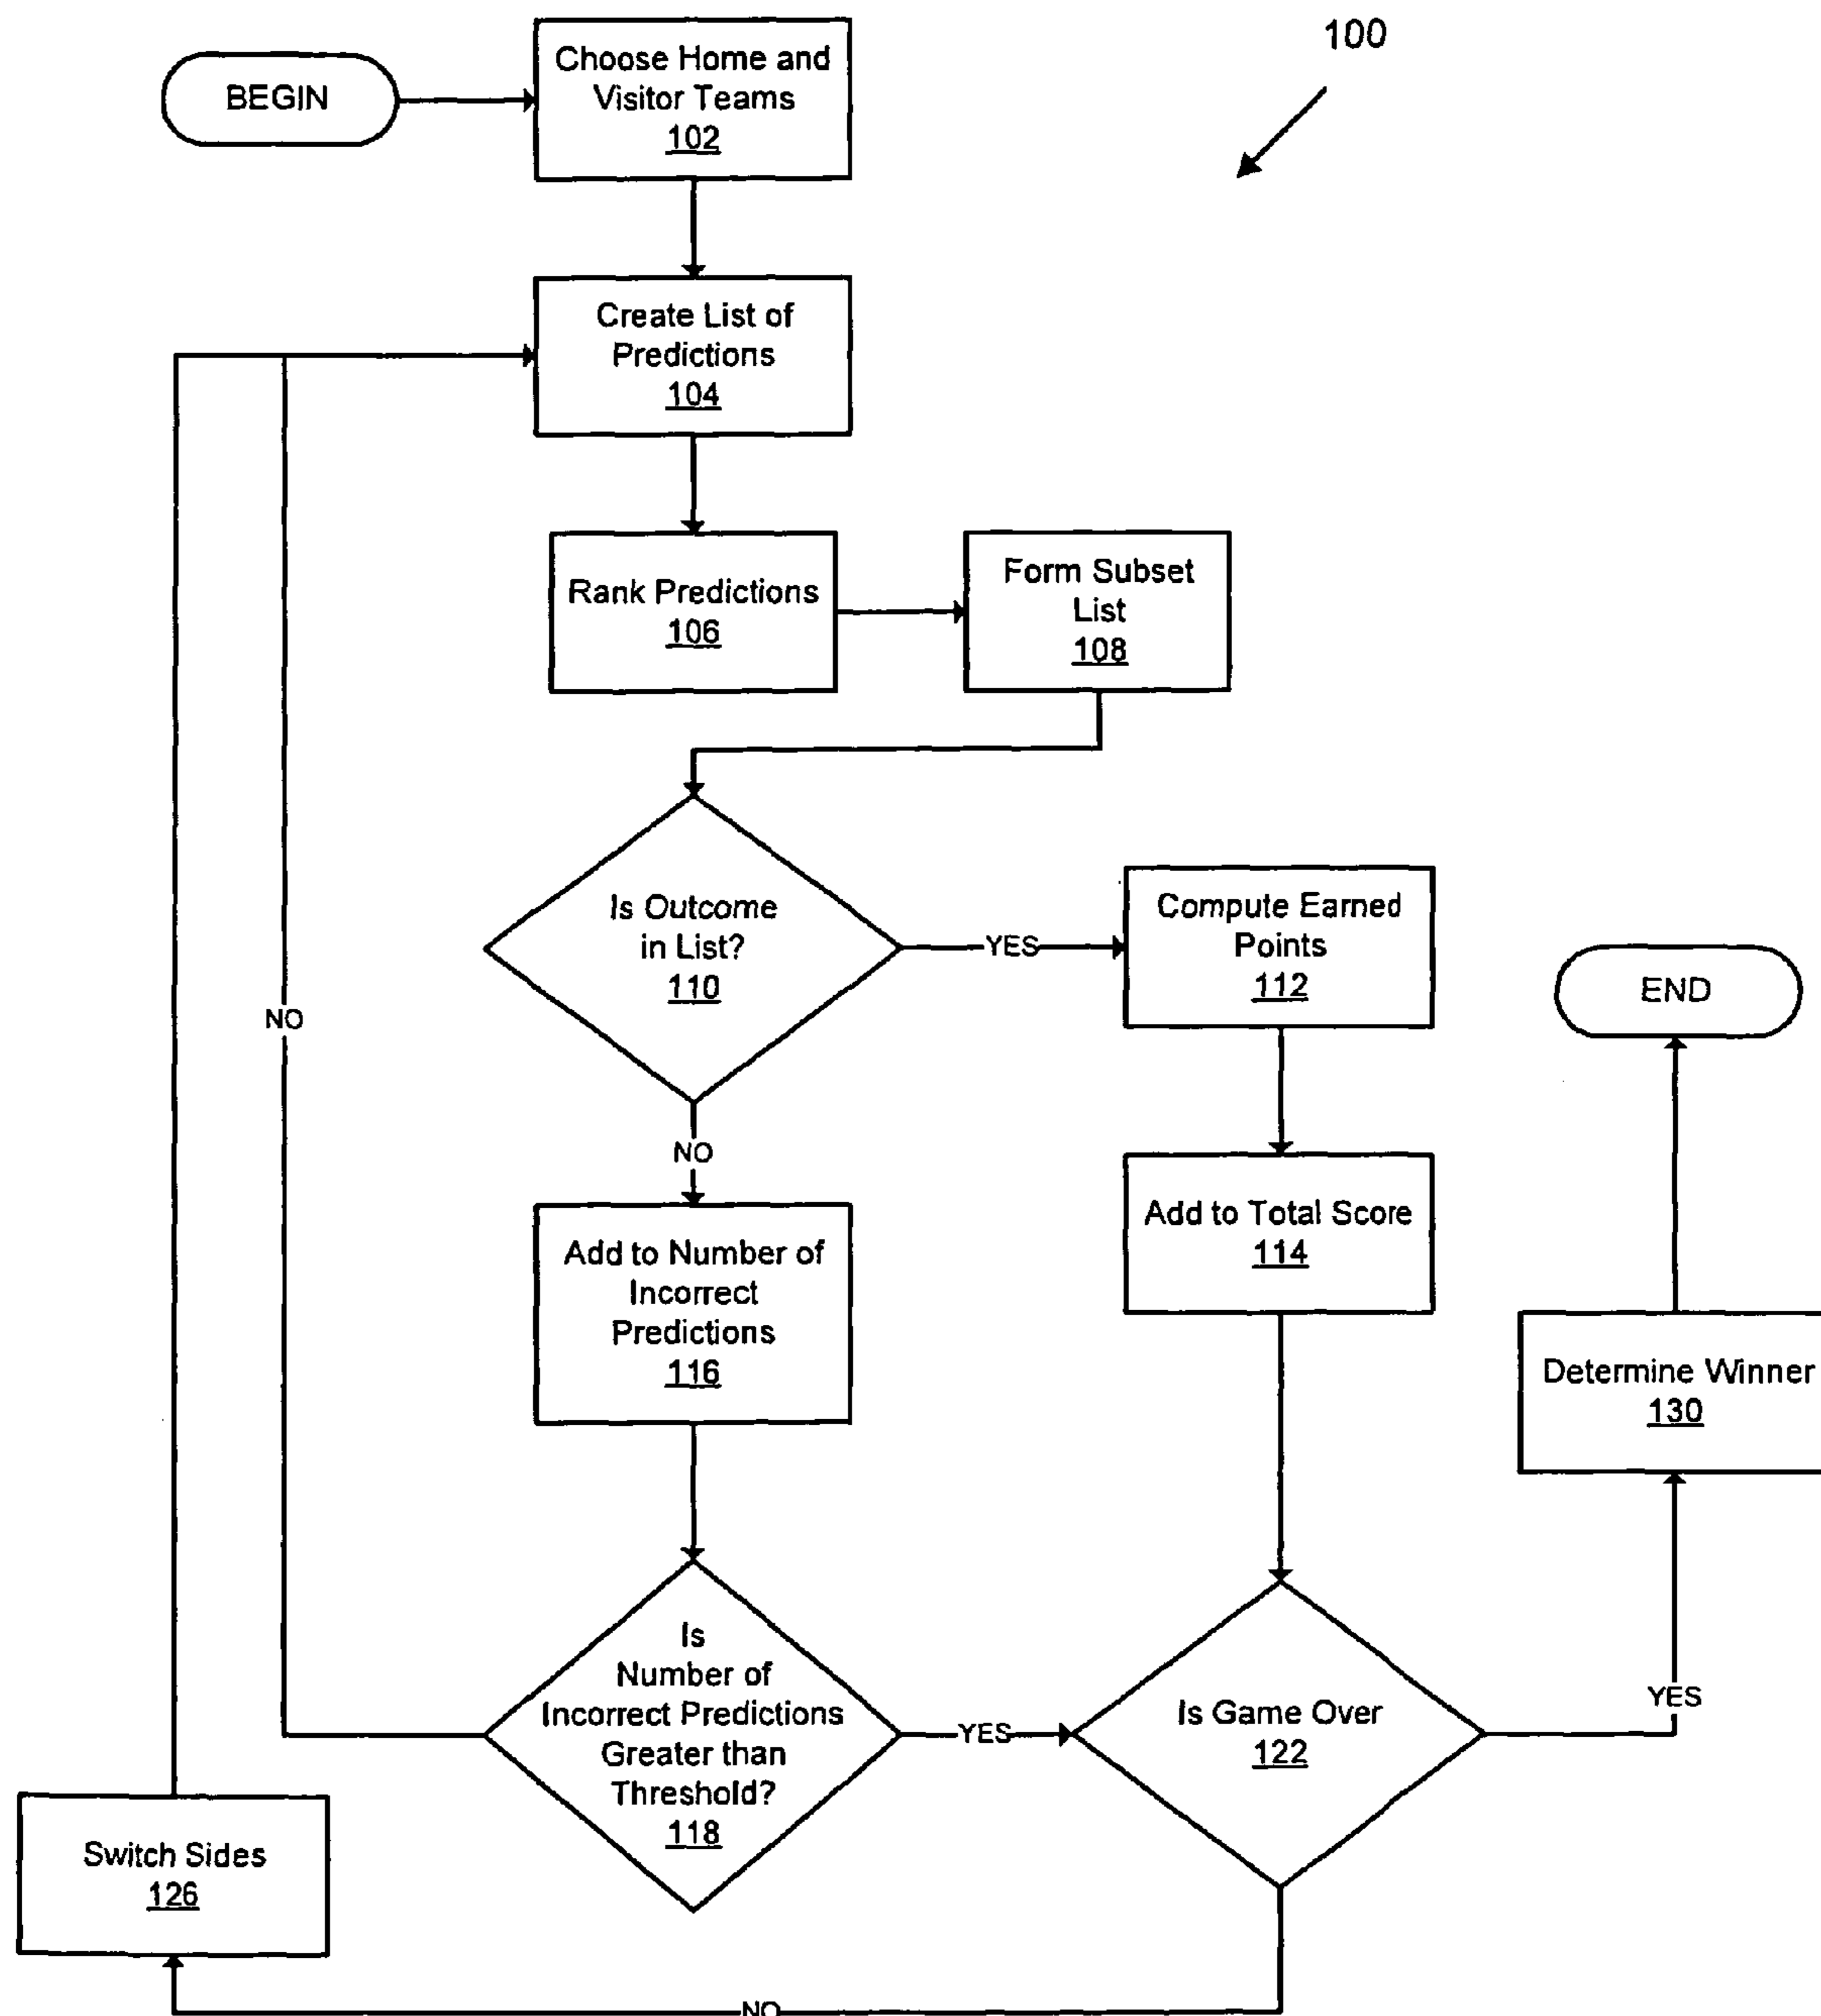 100
BEGIN
Choose Home and
Visitor Teams
102
Create List of
Predictions
104
Rank Predictions
106
Form Subset
List
108
Is Outcome
in List?
110
YES
Compute Earned
Points
112
END
NO
NO
Add to Number of
Incorrect
Predictions
116
Add to Total Score
114
Determine Winner
130
Is
Number of
Incorrect Predictions
Greater than
Threshold?
118
YES
Is Game Over
122
YES
Switch Sides
126
NO